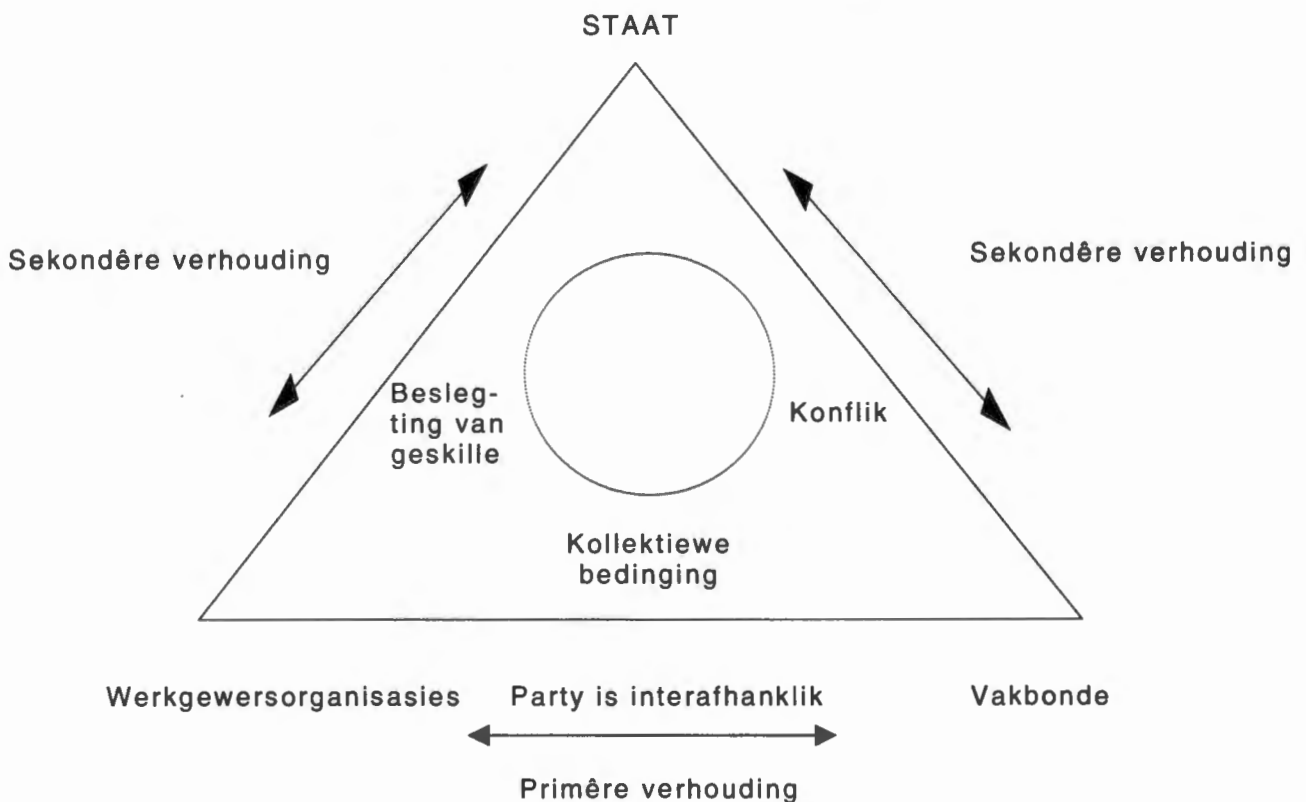 STAAT
Sekondêre verhouding
Sekondêre verhouding
Besleg-
ting van
geskille
Konflik
Kollektiewe
bedinging
Werkgewersorganisasies
Party is interafhanklik
Vakbonde
Primêre verhouding